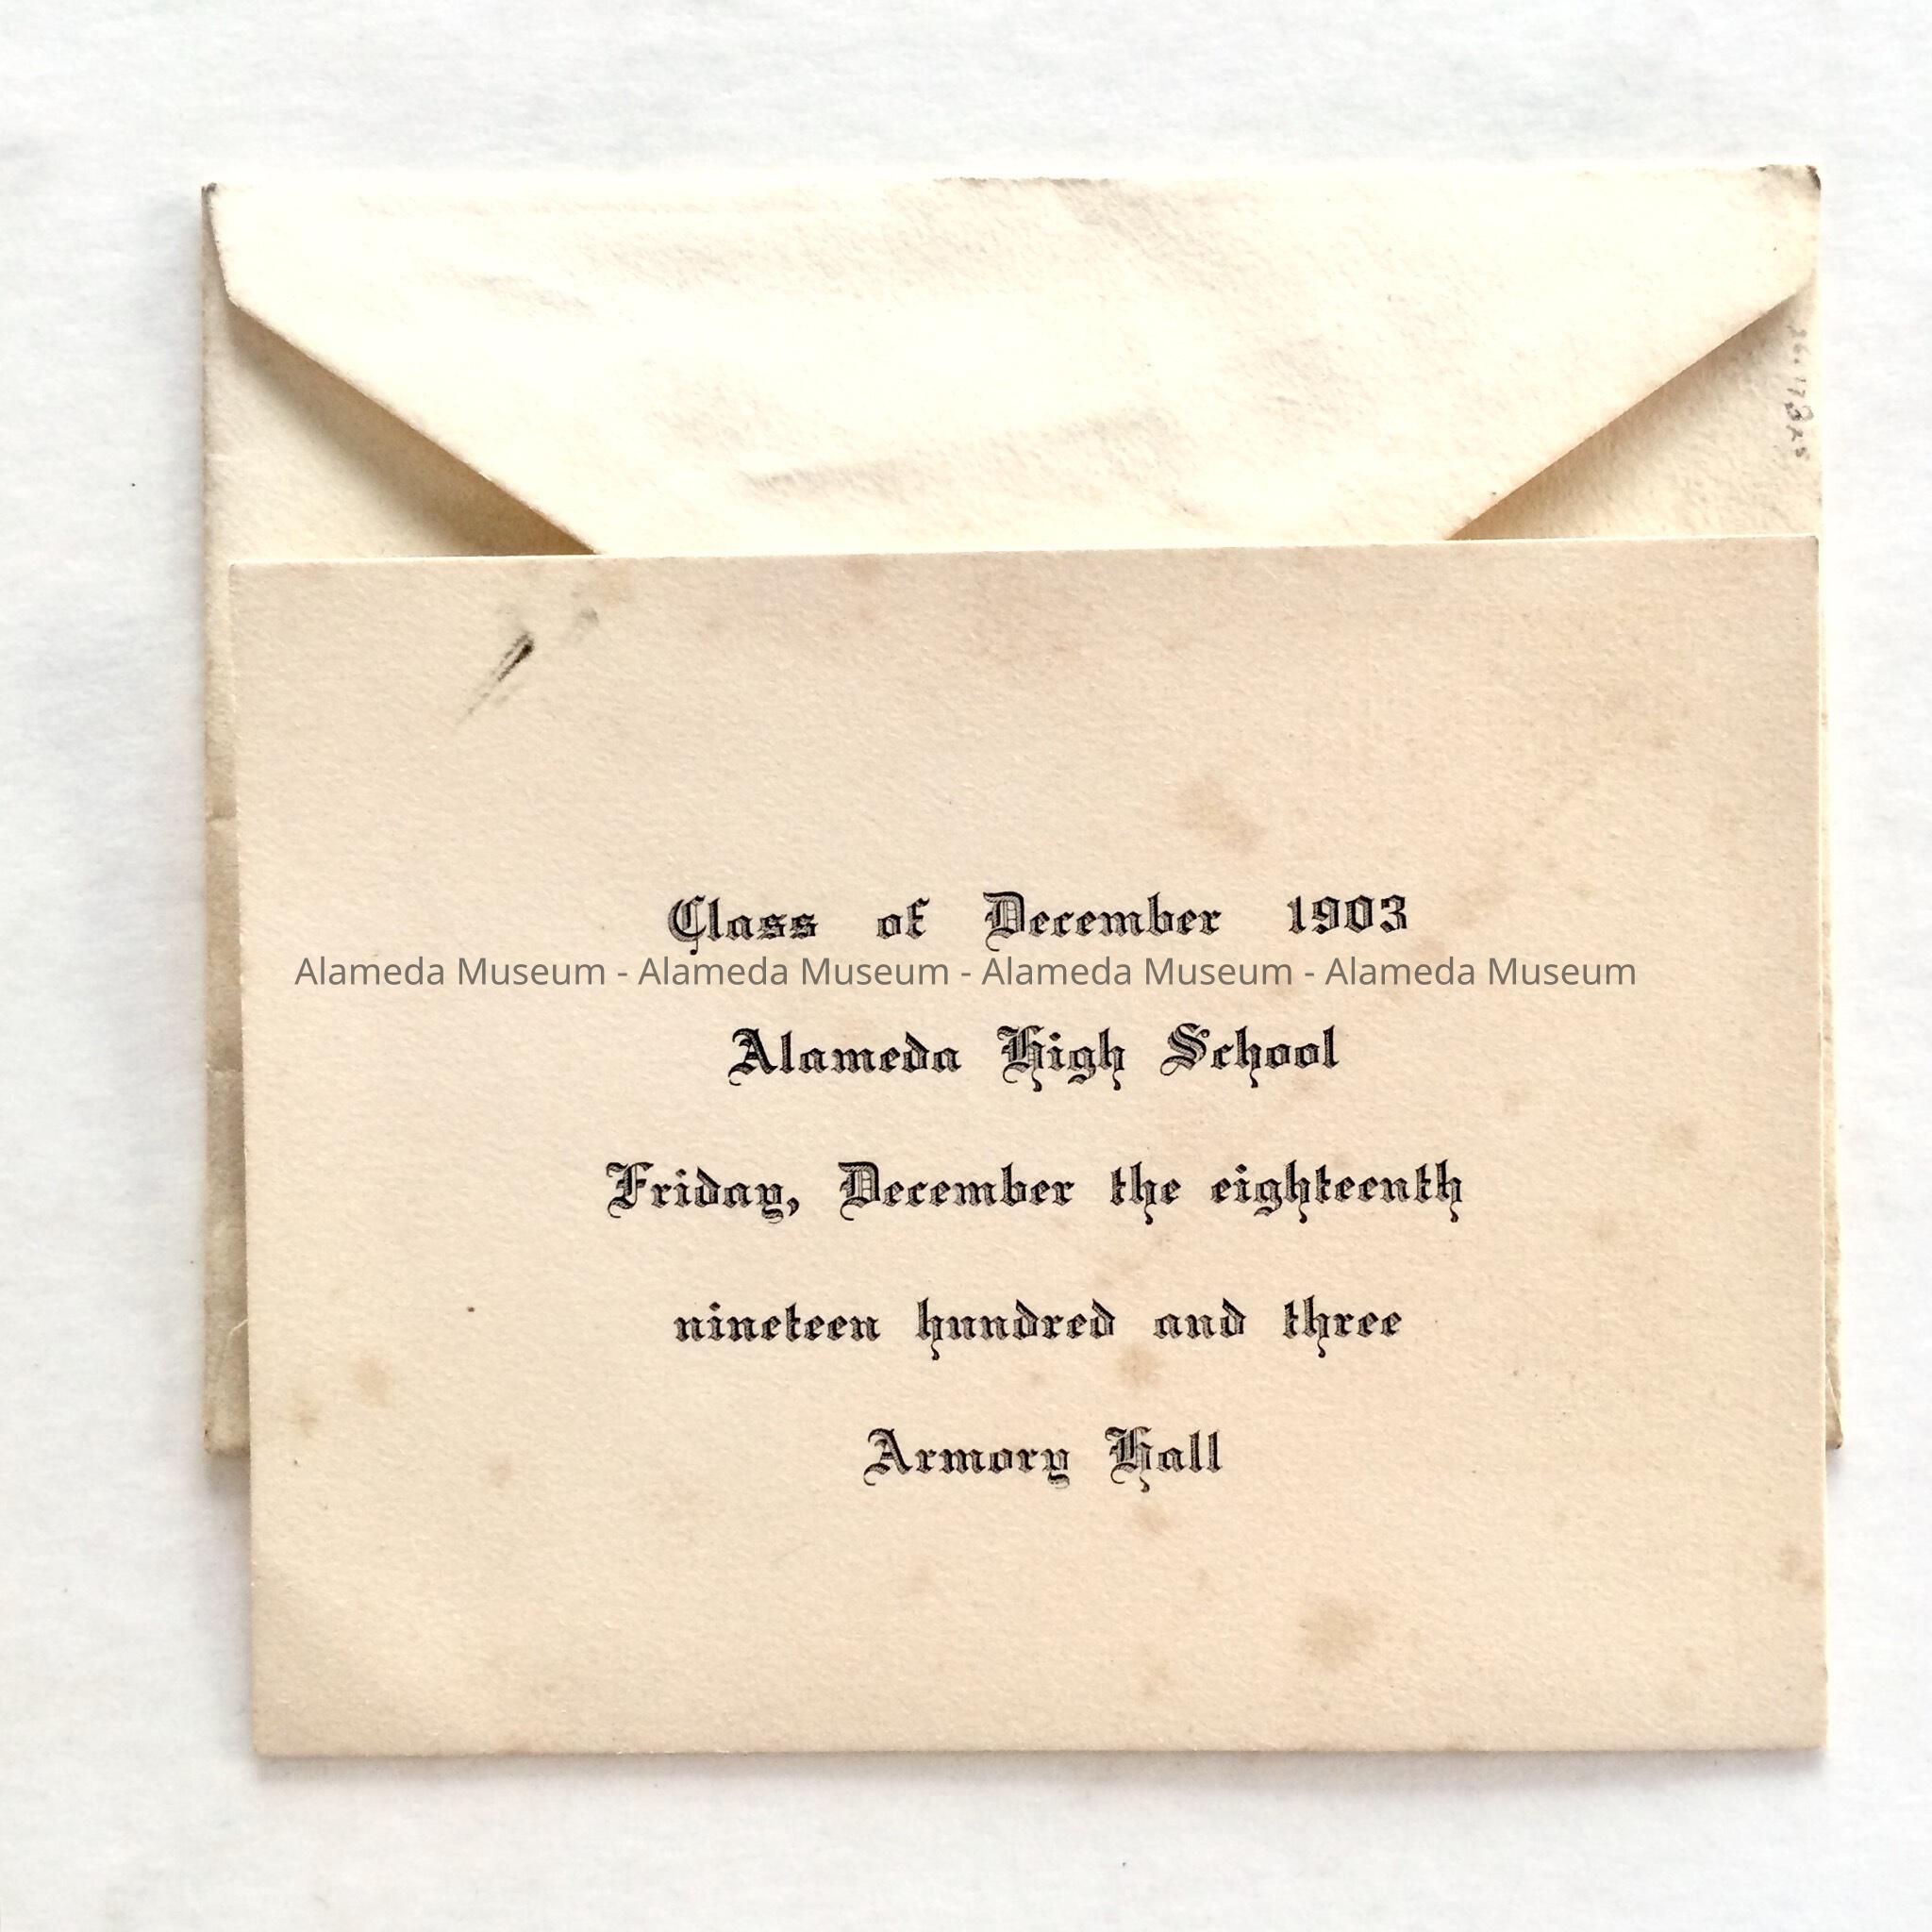 Class of December 1903
Alameda Museum - Alameda Museum - Alameda Museum - Alameda Museum
Alameda High School
Friday, December the eighteenth
nineteen hundred and three
Armory Hall